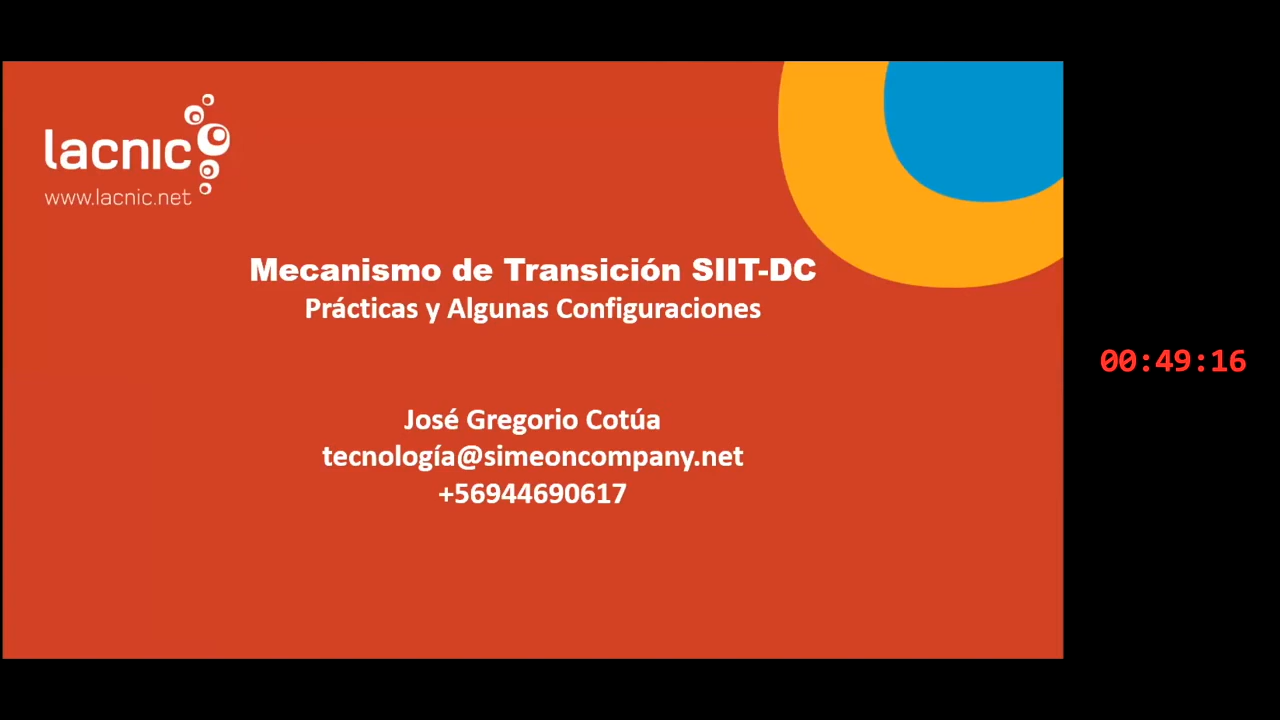 lacnic
www.lacnic.net
Mecanismo de Transición SIIT-DC
Prácticas y Algunas Configuraciones
José Gregorio Cotúa
tecnología@simeoncompany.net
+56944690617
00:49:16